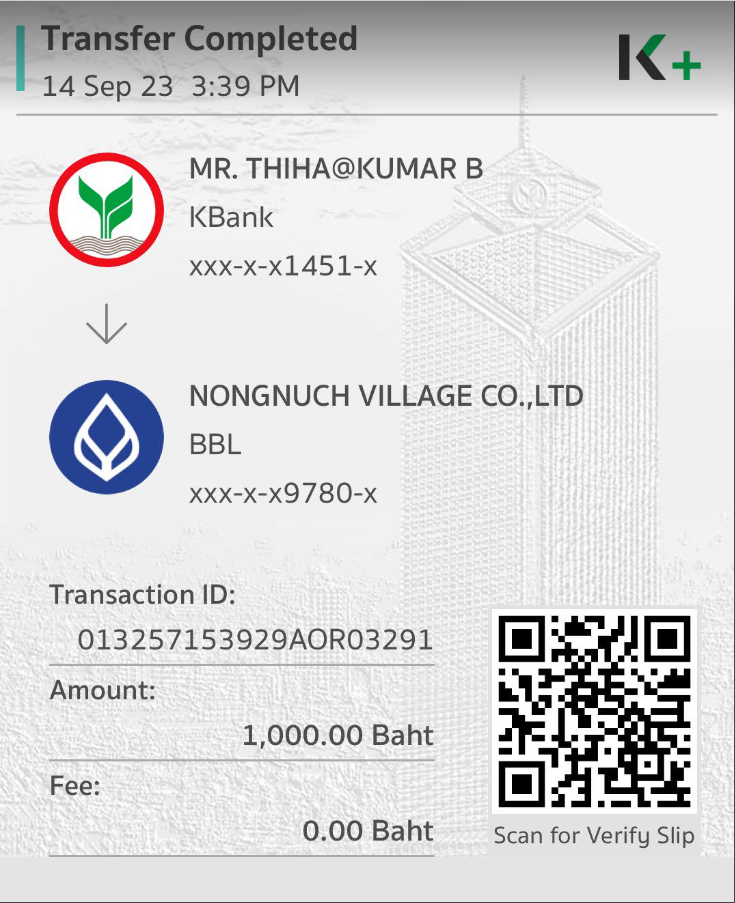 Transfer Completed
14 Sep 23 3:39 PM
K+
MR. THIHA@KUMAR B
KBank
xxx-x-x1451-x
NONGNUCH VILLAGE CO.,LTD
BBL
xxx-x-x9780-x
Transaction ID:
013257153929AOR03291
Amount:
1,000.00 Baht
Fee:
0.00 Baht
Scan for Verify Slip